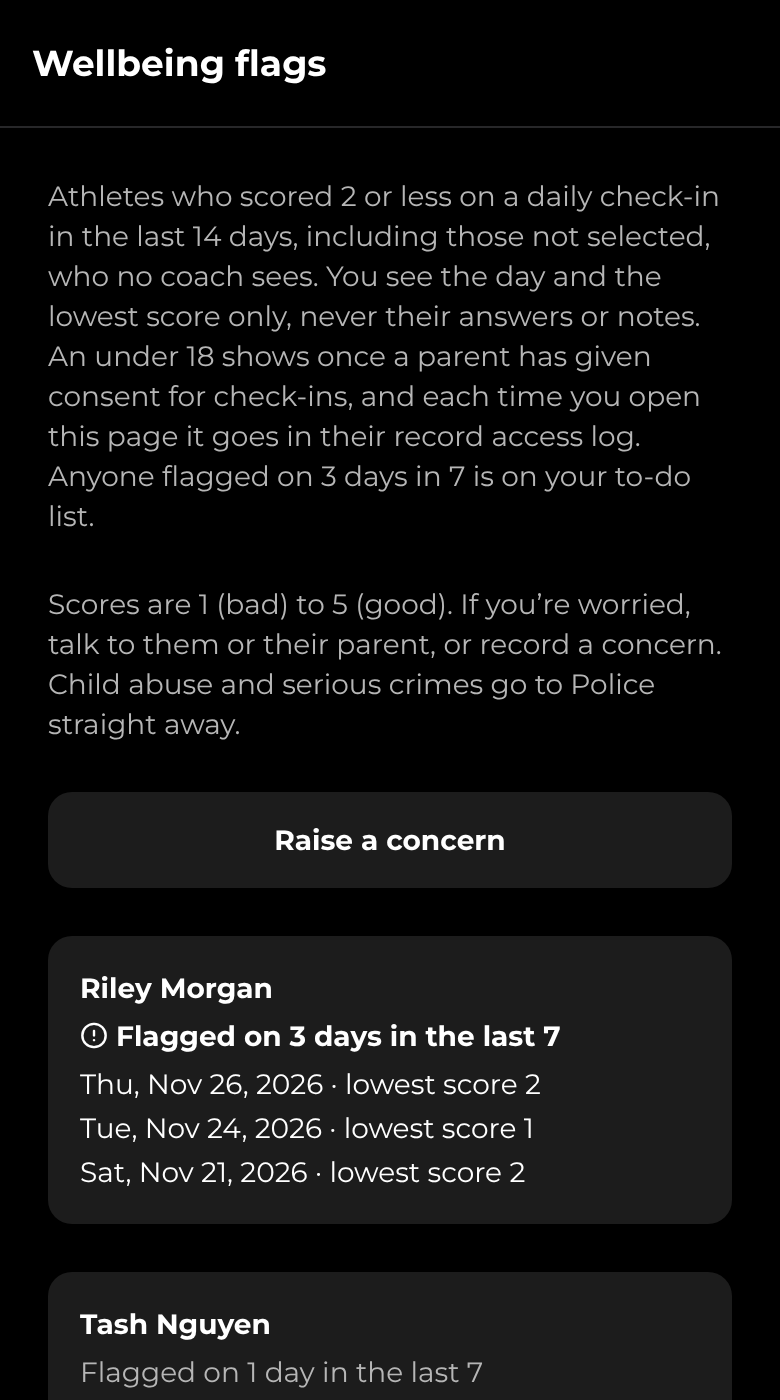 Wellbeing flags
Athletes who scored 2 or less on a daily check-in
in the last 14 days, including those not selected,
who no coach sees. You see the day and the
lowest score only, never their answers or notes.
An under 18 shows once a parent has given
consent for check-ins, and each time you open
this page it goes in their record access log.
Anyone flagged on 3 days in 7 is on your to-do
list.
Scores are 1 (bad) to 5 (good). If you’re worried,
talk to them or their parent, or record a concern.
Child abuse and serious crimes go to Police
straight away.
Raise a concern
Riley Morgan
Flagged on 3 days in the last 7
Thu, Nov 26, 2026 · lowest score 2
Tue, Nov 24, 2026 · lowest score 1
Sat, Nov 21, 2026 · lowest score 2
Tash Nguyen
Flagged on 1 day in the last 7